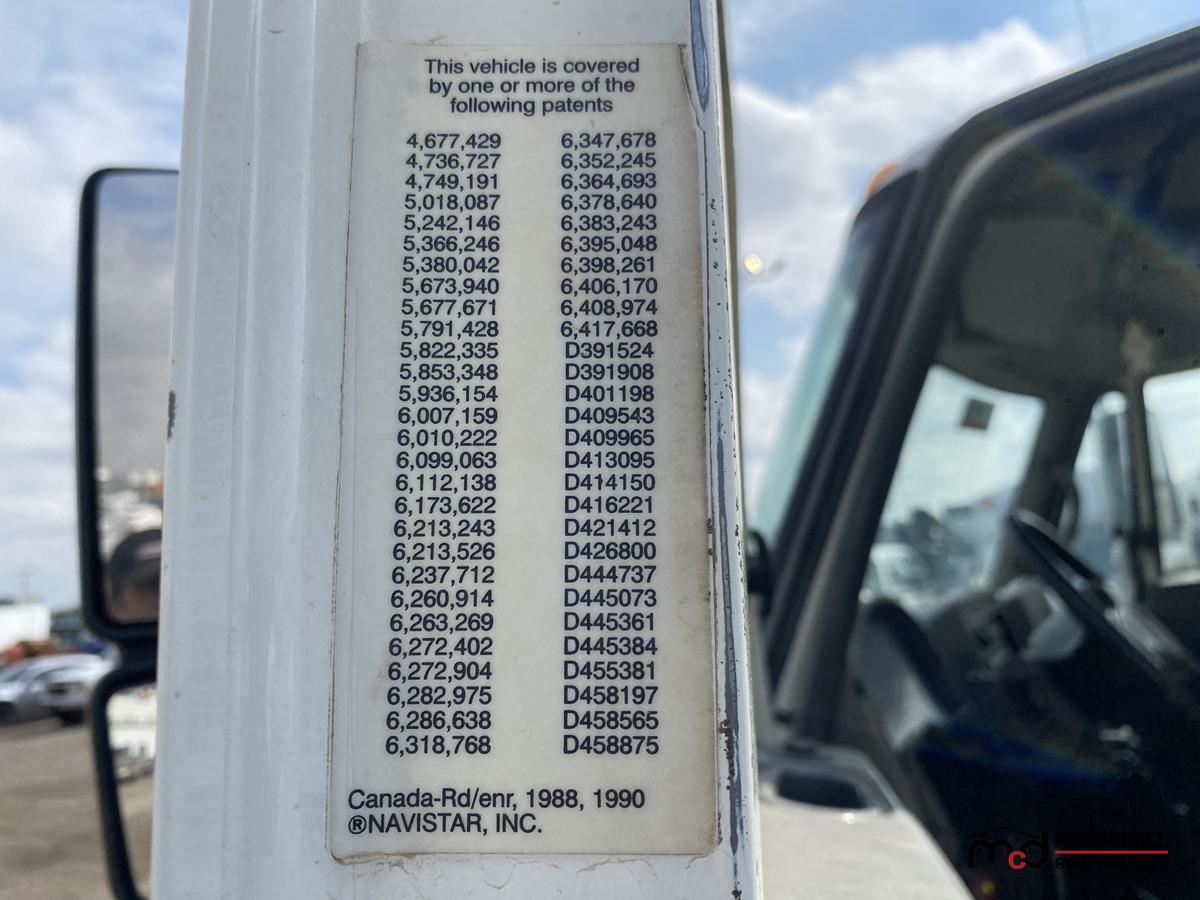 This vehicle is covered
by one or more of the
following patents
4,677,429 6,347,678
4,736,727 6,352,245
4,749,191 6,364,693
5,018,087 6,378,640
5,242,146 6,383,243
5,366,246 6,395,048
5,380,042 6,398,261
5,673,940 6,406,170
5,677,671 6,408,974
5,791,428 6,417,668
5,822,335 D391524
5,853,348 D391908
5,936,154 D401198
6,007,159 D409543
6,010,222 D409965
6,099,063 D413095
6,112,138 D414150
6,173,622 D416221
6,213,243 D421412
6,213,526 D426800
6,237,712 D444737
6,260,914 D445073
6,263,269 D445361
6,272,402 D445384
6,272,904 D455381
6,282,975 D458197
6,286,638 D458565
6,318,768 D458875
Canada-Rd/enr, 1988, 1990
®NAVISTAR, INC.
mcd